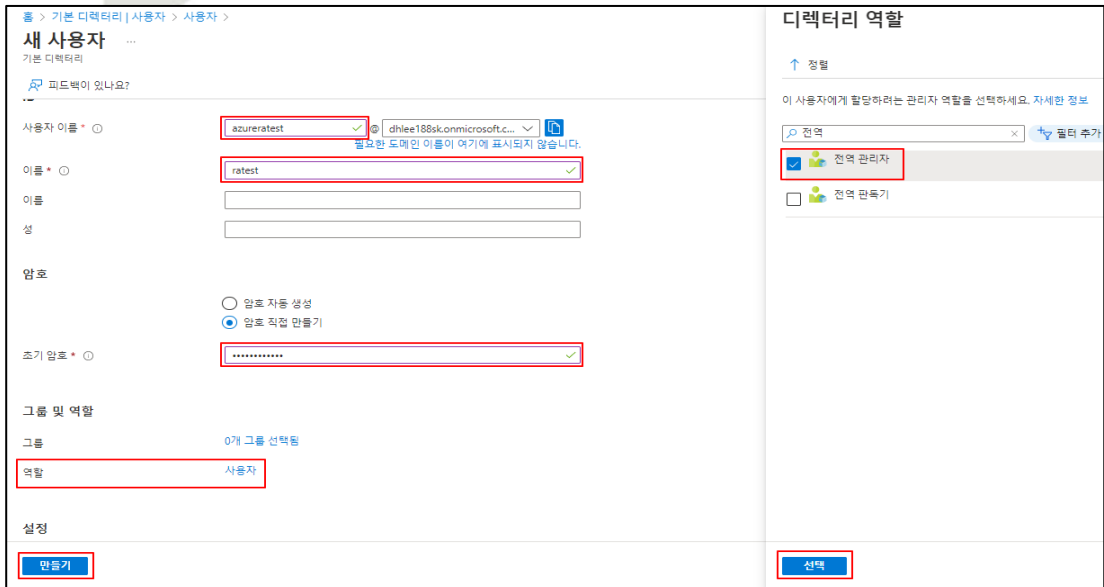 홈 > 기본 디렉터리 | 사용자 > 사용자 >
새 사용자 ...
기본 디렉터리
피드백이 있나요?
사용자 이름 *
azureratest @ dhlee188sk.onmicrosoft.c...
필요한 도메인 이름이 여기에 표시되지 않습니다.
이름 *
ratest
이름
성
암호
암호 자동 생성
암호 직접 만들기
초기 암호 *
••••••••••••
그룹 및 역할
그룹
0개 그룹 선택됨
역할
사용자
설정
만들기
디렉터리 역할
↑ 정렬
이 사용자에게 할당하려는 관리자 역할을 선택하세요. 자세한 정보
전역
필터 추가
전역 관리자
전역 판독기
선택